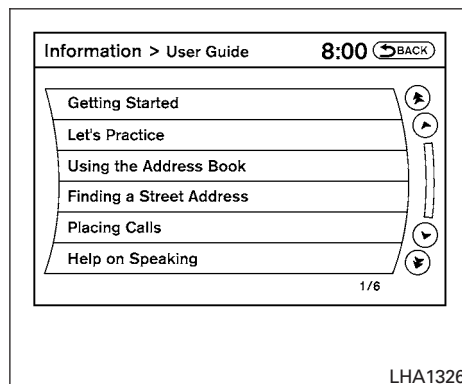 Information > User Guide 8:00 BACK
Getting Started
Let's Practice
Using the Address Book
Finding a Street Address
Placing Calls
Help on Speaking
1/6
LHA1326